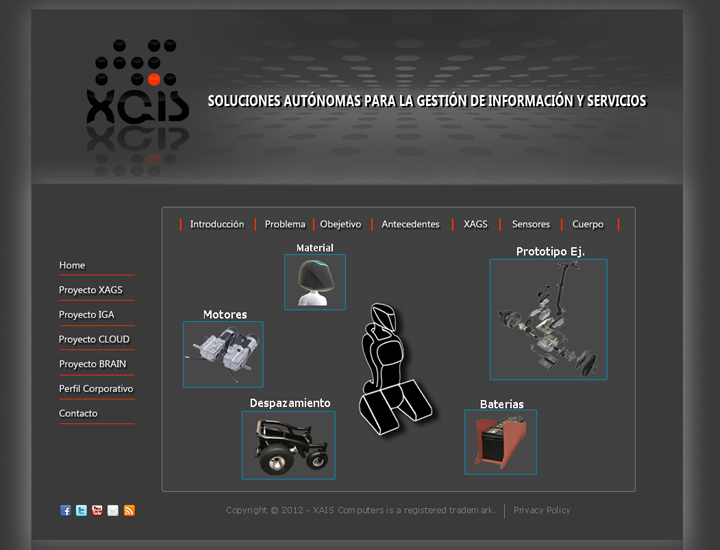 XAIS
SOLUCIONES AUTÓNOMAS PARA LA GESTIÓN DE INFORMACIÓN Y SERVICIOS
Introducción Problema Obejetivo Antecedentes XAGS Sensores Cuerpo
Home
Proyecto XAGS
Proyecto IGA
Proyecto CLOUD
Proyecto BRAIN
Perfil Corporativo
Contacto
Material
Prototipo Ej.
Motores
Despazamiento
Baterias
Copyright © 2012 - XAIS Computers is a registered trademark. | Privacy Policy